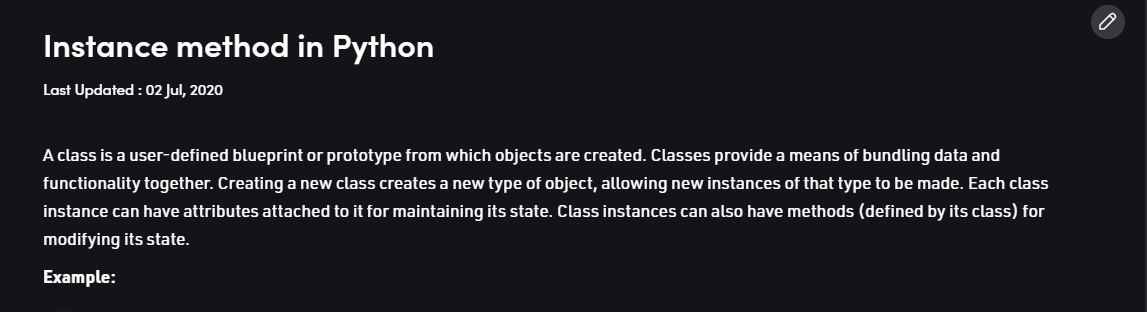 Instance method in Python
Last Updated : 02 Jul, 2020
A class is a user-defined blueprint or prototype from which objects are created. Classes provide a means of bundling data and
functionality together. Creating a new class creates a new type of object, allowing new instances of that type to be made. Each class
instance can have attributes attached to it for maintaining its state. Class instances can also have methods (defined by its class) for
modifying its state.
Example: